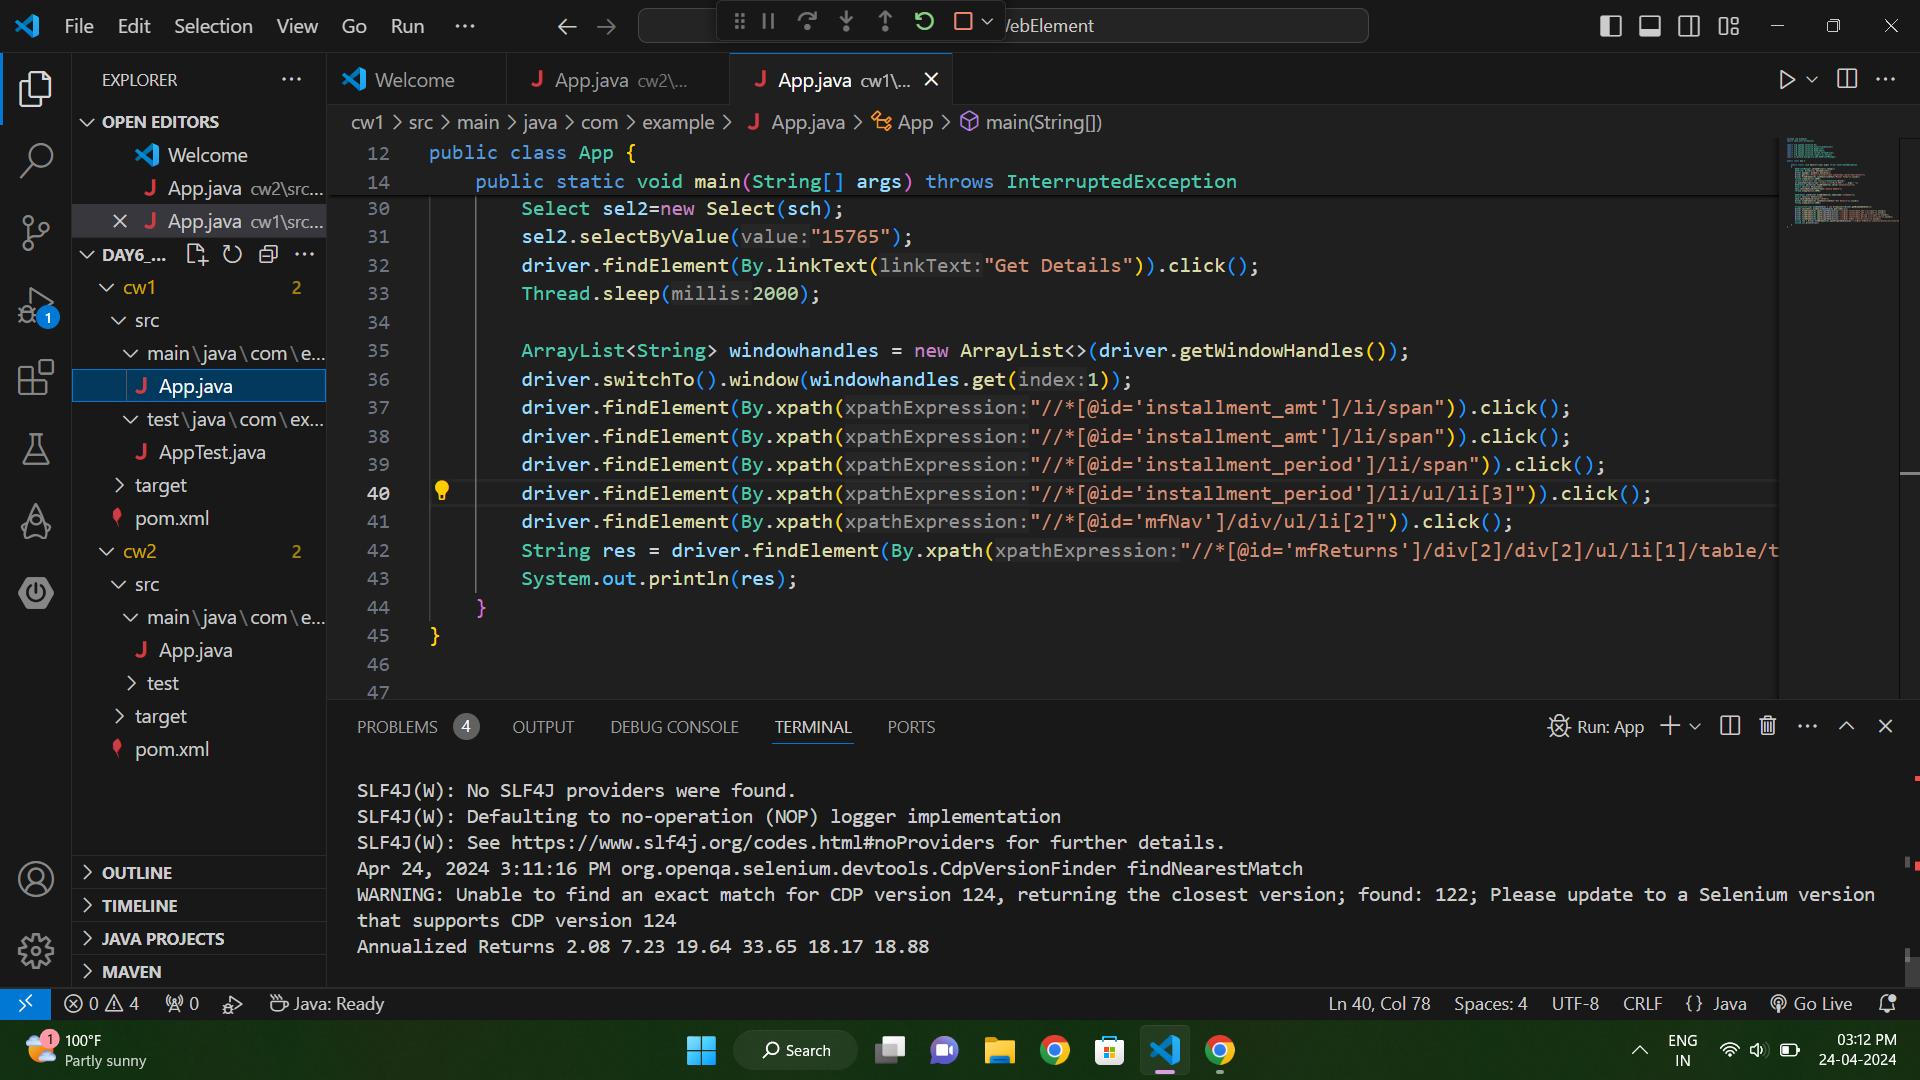 File Edit Selection View Go Run ···
WebElement
EXPLORER
Welcome
App.java cw2\...
App.java cw1\...
OPEN EDITORS
Welcome
App.java cw2\src...
App.java cw1\src...
DAY6_...
cw1 2
src
main\java\com\e...
App.java
test\java\com\ex...
AppTest.java
target
pom.xml
cw2 2
src
main\java\com\e...
App.java
test
target
pom.xml
OUTLINE
TIMELINE
JAVA PROJECTS
MAVEN
1
cw1 > src > main > java > com > example > App.java > App > main(String[])
12 public class App {
14 public static void main(String[] args) throws InterruptedException
30 Select sel2=new Select(sch);
31 sel2.selectByValue(value:"15765");
32 driver.findElement(By.linkText(linkText:"Get Details")).click();
33 Thread.sleep(millis:2000);
34
35 ArrayList<String> windowhandles = new ArrayList<>(driver.getWindowHandles());
36 driver.switchTo().window(windowhandles.get(index:1));
37 driver.findElement(By.xpath(xpathExpression:"//*[@id='installment_amt']/li/span")).click();
38 driver.findElement(By.xpath(xpathExpression:"//*[@id='installment_amt']/li/span")).click();
39 driver.findElement(By.xpath(xpathExpression:"//*[@id='installment_period']/li/span")).click();
40 driver.findElement(By.xpath(xpathExpression:"//*[@id='installment_period']/li/ul/li[3]")).click();
41 driver.findElement(By.xpath(xpathExpression:"//*[@id='mfNav']/div/ul/li[2]")).click();
42 String res = driver.findElement(By.xpath(xpathExpression:"//*[@id='mfReturns']/div[2]/div[2]/ul/li[1]/table/t
43 System.out.println(res);
44 }
45 }
46
47
PROBLEMS 4 OUTPUT DEBUG CONSOLE TERMINAL PORTS
Run: App
SLF4J(W): No SLF4J providers were found.
SLF4J(W): Defaulting to no-operation (NOP) logger implementation
SLF4J(W): See https://www.slf4j.org/codes.html#noProviders for further details.
Apr 24, 2024 3:11:16 PM org.openqa.selenium.devtools.CdpVersionFinder findNearestMatch
WARNING: Unable to find an exact match for CDP version 124, returning the closest version; found: 122; Please update to a Selenium version
that supports CDP version 124
Annualized Returns 2.08 7.23 19.64 33.65 18.17 18.88
0 4 0 Java: Ready
Ln 40, Col 78 Spaces: 4 UTF-8 CRLF {} Java Go Live
1
100°F
Partly sunny
Search
ENG
IN
03:12 PM
24-04-2024